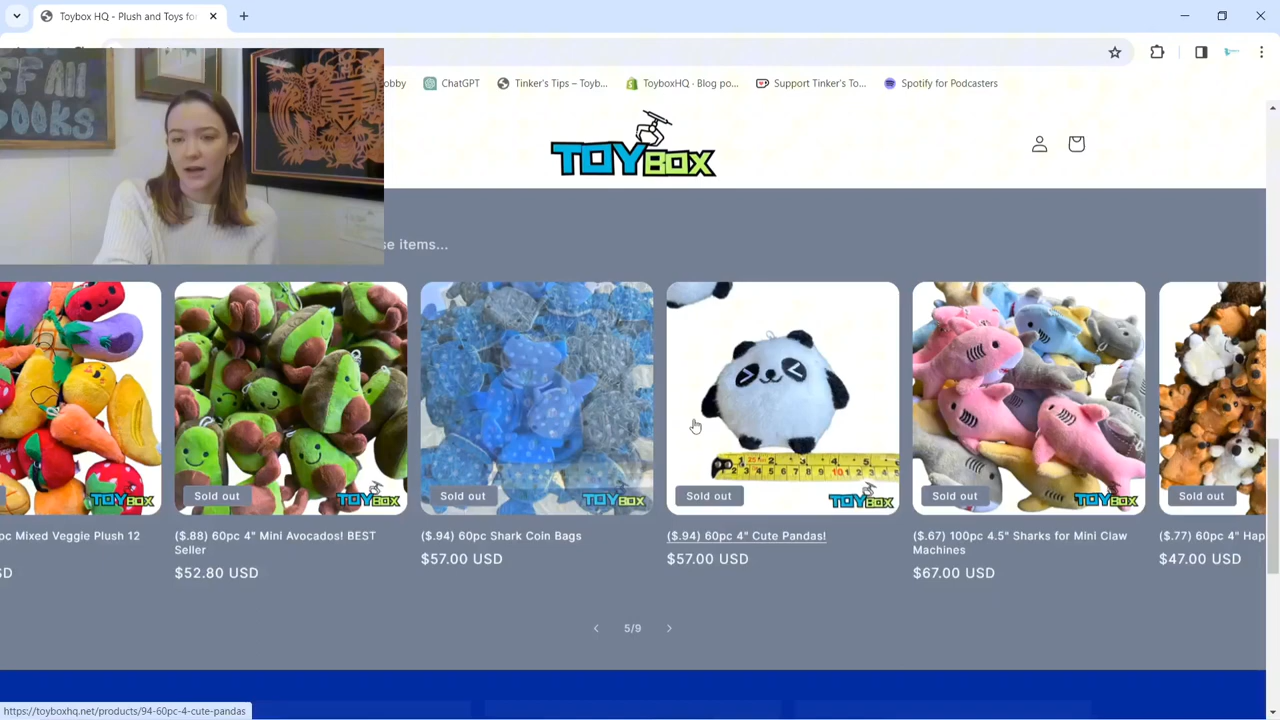 Toybox HQ - Plush and Toys for
obby
ChatGPT
Tinker's Tips – Toyb...
ToyboxHQ · Blog po...
Support Tinker's To...
Spotify for Podcasters
FF ALL
OOKS
TOYBOX
se items...
Sold out
TOYBOX
Sold out
TOYBOX
Sold out
TOYBOX
Sold out
TOYBOX
Sold out
TOYBOX
pc Mixed Veggie Plush 12
SD
($.88) 60pc 4" Mini Avocados! BEST
Seller
$52.80 USD
($.94) 60pc Shark Coin Bags
$57.00 USD
($.94) 60pc 4" Cute Pandas!
$57.00 USD
($.67) 100pc 4.5" Sharks for Mini Claw
Machines
$67.00 USD
($.77) 60pc 4" Hap
$47.00 USD
5/9
https://toyboxhq.net/products/94-60pc-4-cute-pandas